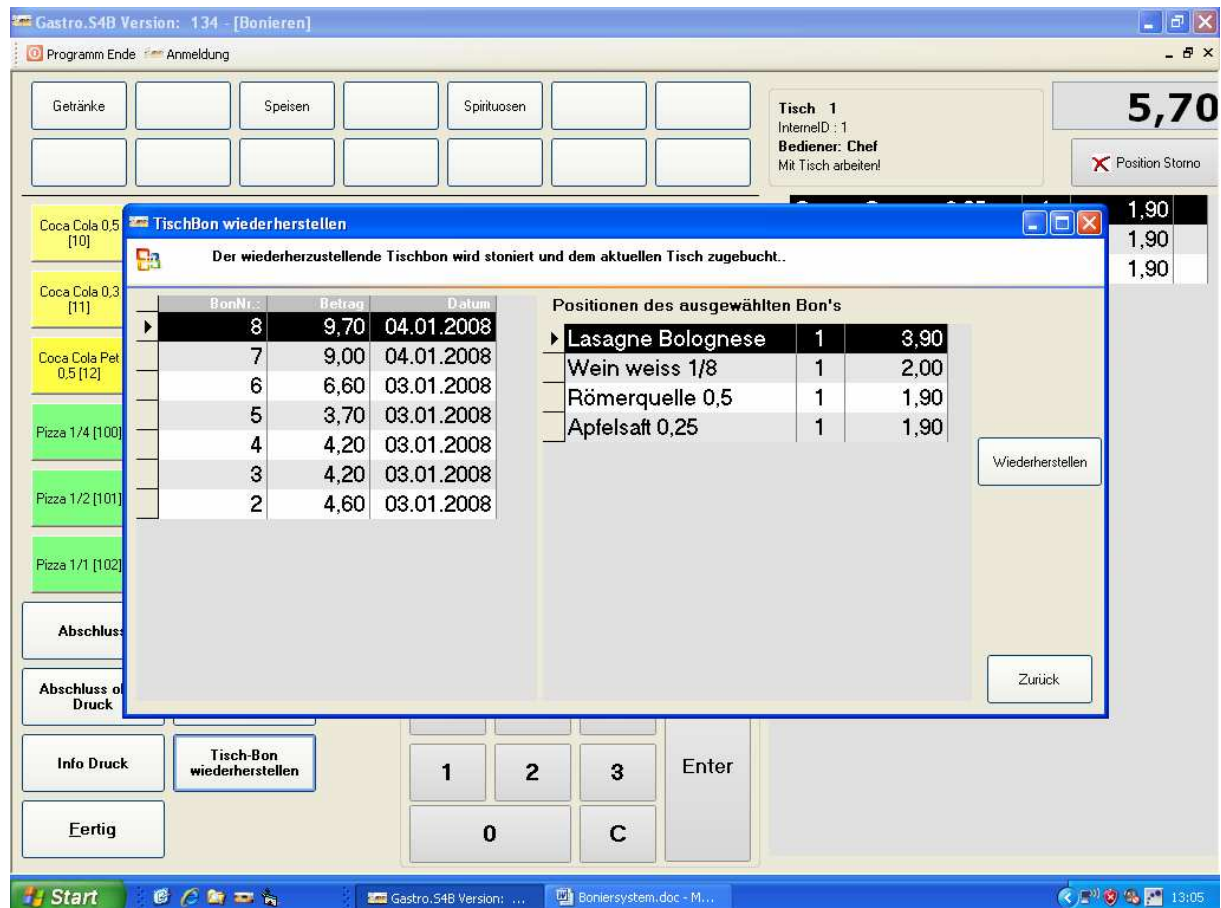 Gastro.S4B Version: 134 - [Bonieren]
Programm Ende Anmeldung
Getränke Speisen Spirituosen
Tisch 1
InterneID : 1
Bediener: Chef
Mit Tisch arbeiten!
5,70
Position Storno
1,90
1,90
1,90
Coca Cola 0,5 [10]
Coca Cola 0,3 [11]
Coca Cola Pet 0,5 [12]
Pizza 1/4 [100]
Pizza 1/2 [101]
Pizza 1/1 [102]
TischBon wiederherstellen
Der wiederherzustellende Tischbon wird stoniert und dem aktuellen Tisch zugebucht..
BonNr.: Betrag Datum
8 9,70 04.01.2008
7 9,00 04.01.2008
6 6,60 03.01.2008
5 3,70 03.01.2008
4 4,20 03.01.2008
3 4,20 03.01.2008
2 4,60 03.01.2008
Positionen des ausgewählten Bon's
Lasagne Bolognese 1 3,90
Wein weiss 1/8 1 2,00
Römerquelle 0,5 1 1,90
Apfelsaft 0,25 1 1,90
Wiederherstellen
Zurück
Abschluss
Abschluss
Druck
Info Druck
Tisch-Bon
wiederherstellen
Fertig
1 2 3 Enter
0 C
Start
Gastro.S4B Version: ...
Boniersystem.doc - M...
13:05